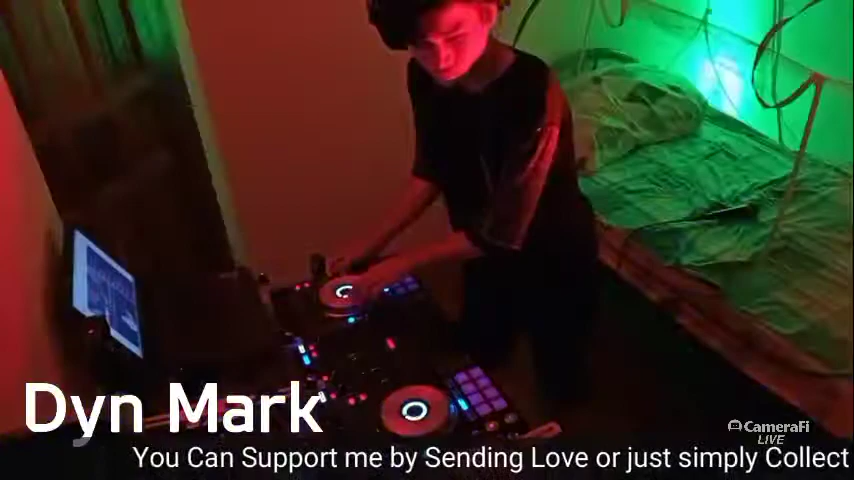 Dyn Mark
CameraFi
LIVE
You Can Support me by Sending Love or just simply Collect